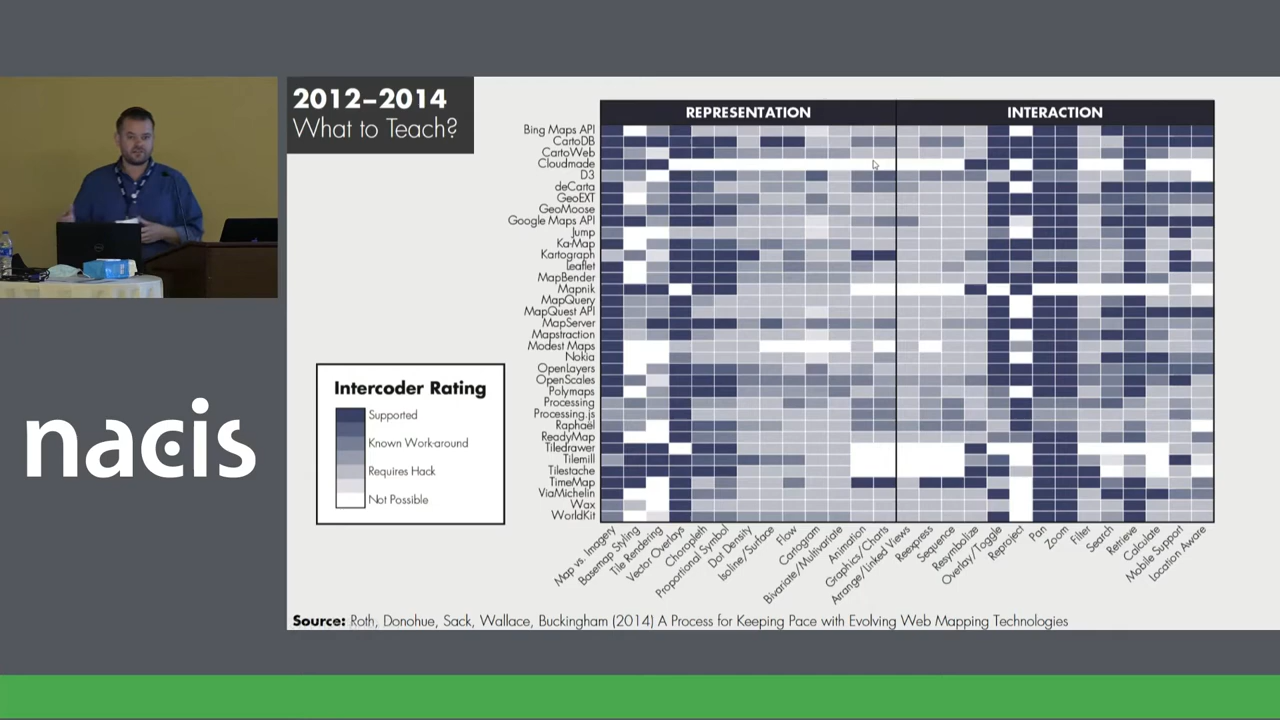 2012–2014
What to Teach?
REPRESENTATION
INTERACTION
Bing Maps API
CartoDB
CartoWeb
Cloudmade
D3
deCarta
GeoEXT
GeoMoose
Google Maps API
Jump
Ka-Map
Kartograph
Leaflet
MapBender
Mapnik
MapQuery
MapQuest API
MapServer
Mapstraction
Modest Maps
Nokia
OpenLayers
OpenScales
Polymaps
Processing
Processing.js
Raphael
ReadyMap
Tiledrawer
Tilemill
Tilestache
TimeMap
ViaMichelin
Wax
WorldKit
Map vs. Imagery
Basemap Styling
Tile Rendering
Vector Overlays
Choropleth
Proportional Symbol
Dot Density
Isoline/Surface
Flow
Cartogram
Bivariate/Multivariate
Animation
Graphics/Charts
Arrange/Linked Views
Reexpress
Sequence
Resymbolize
Overlay/Toggle
Reproject
Pan
Zoom
Filter
Search
Retrieve
Calculate
Mobile Support
Location Aware
Intercoder Rating
Supported
Known Work-around
Requires Hack
Not Possible
nacis
Source: Roth, Donohue, Sack, Wallace, Buckingham (2014) A Process for Keeping Pace with Evolving Web Mapping Technologies